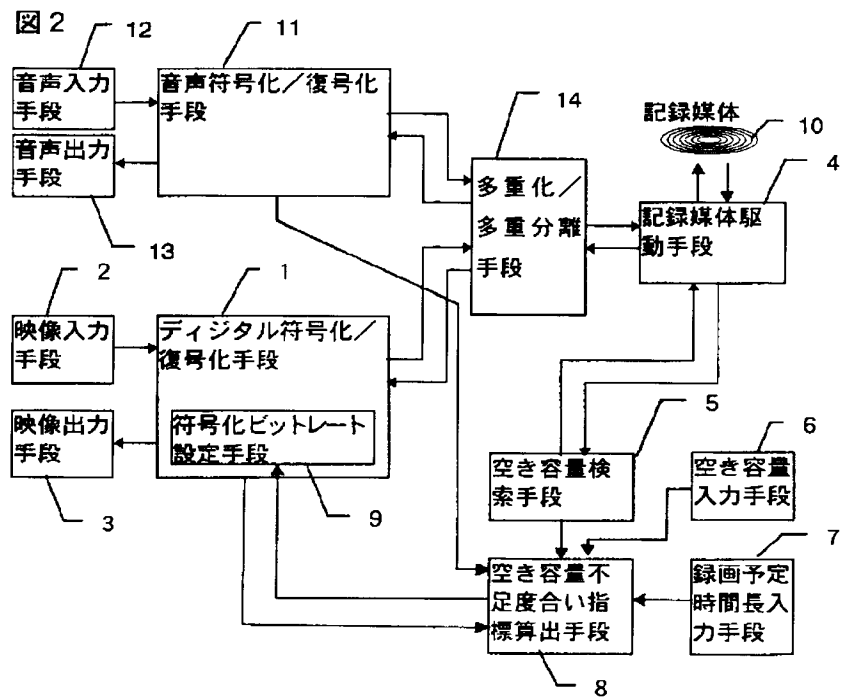 図2
12
11
音声入力
手段
音声符号化／復号化
手段
14
記録媒体
10
音声出力
手段
13
多重化／
多重分離
手段
4
記録媒体駆
動手段
2
1
映像入力
手段
ディジタル符号化／
復号化手段
映像出力
手段
3
符号化ビットレート
設定手段
9
5
空き容量検
索手段
6
空き容量
入力手段
7
空き容量不
足度合い指
標算出手段
8
録画予定
時間長入
力手段